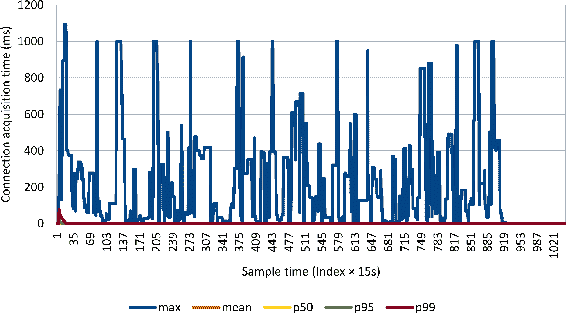 1200
1000
800
600
400
200
0
Connection acquisition time (ms)
1 35 69 103 137 171 205 239 273 307 341 375 409 443 477 511 545 579 613 647 681 715 749 783 817 851 885 919 953 987 1021
Sample time (Index × 15s)
max mean p50 p95 p99